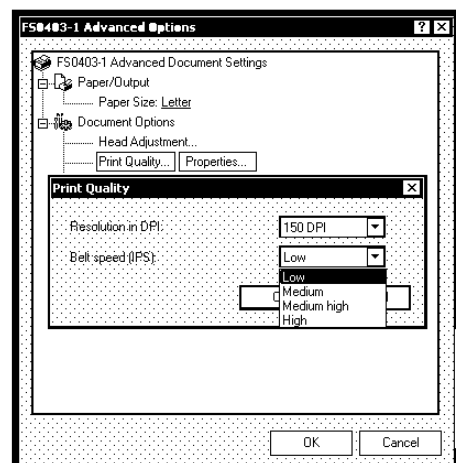 FS0403-1 Advanced Options
FS0403-1 Advanced Document Settings
Paper/Output
Paper Size: Letter
Document Options
Head Adjustment...
Print Quality... Properties...
Print Quality
Resolution in DPI: 150 DPI
Belt speed (IPS): Low
Low
Medium
Medium high
High
OK Cancel